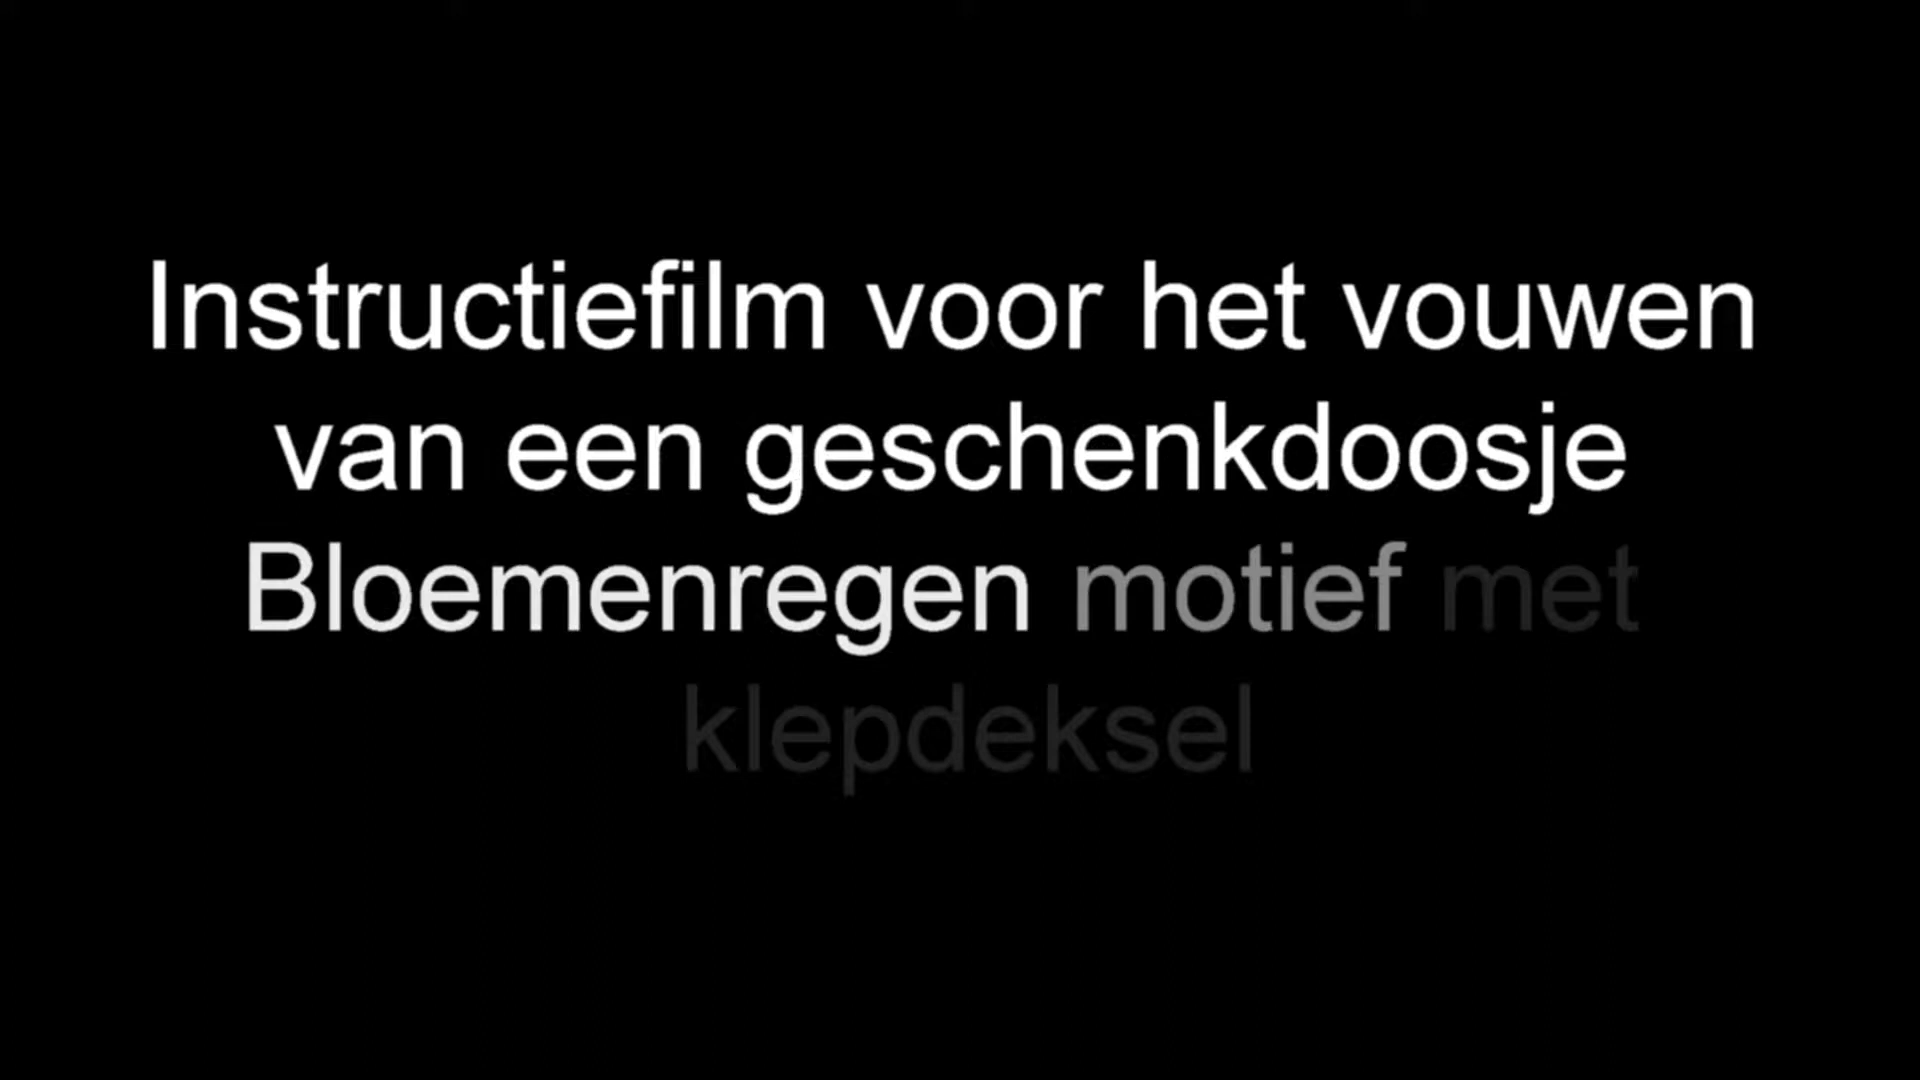 Instructiefilm voor het vouwen
van een geschenkdoosje
Bloemenregen motief met
klepdeksel